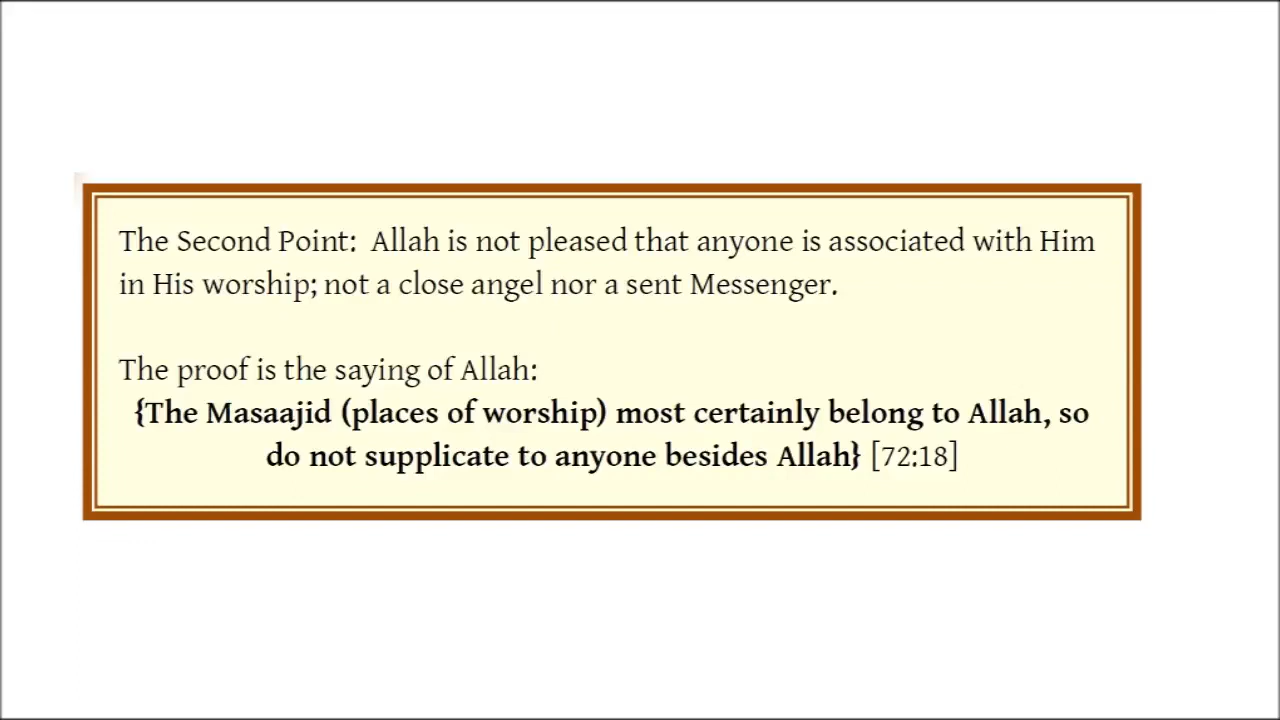 The Second Point: Allah is not pleased that anyone is associated with Him
in His worship; not a close angel nor a sent Messenger.
The proof is the saying of Allah:
{The Masaajid (places of worship) most certainly belong to Allah, so
do not supplicate to anyone besides Allah} [72:18]